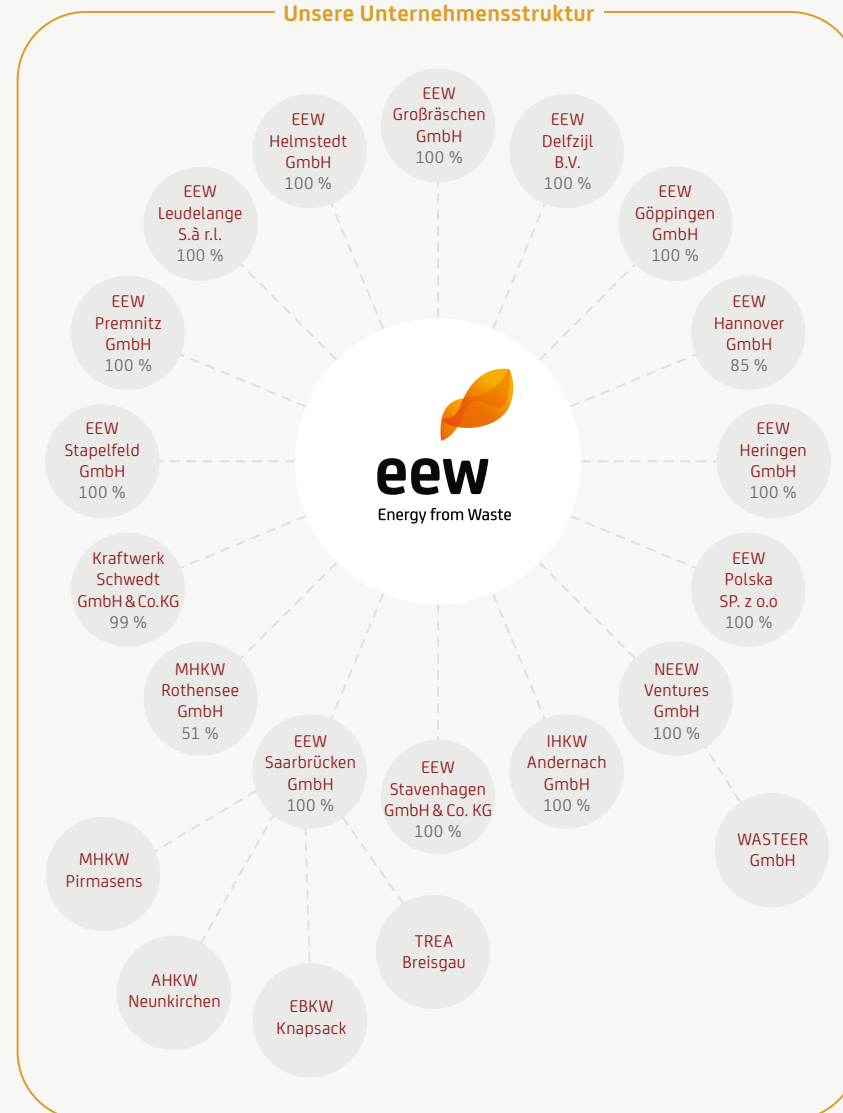 Unsere Unternehmensstruktur
EEW
Großräschen
GmbH
100 %
EEW
Delfzijl
B.V.
100 %
EEW
Göppingen
GmbH
100 %
EEW
Hannover
GmbH
85 %
EEW
Heringen
GmbH
100 %
EEW
Polska
SP. z o.o
100 %
NEEW
Ventures
GmbH
100 %
WASTEER
GmbH
IHKW
Andernach
GmbH
100 %
EEW
Stavenhagen
GmbH & Co. KG
100 %
EEW
Saarbrücken
GmbH
100 %
TREA
Breisgau
EBKW
Knapsack
AHKW
Neunkirchen
MHKW
Pirmasens
MHKW
Rothensee
GmbH
51 %
Kraftwerk
Schwedt
GmbH & Co.KG
99 %
EEW
Stapelfeld
GmbH
100 %
EEW
Premnitz
GmbH
100 %
EEW
Leudelange
S.à r.l.
100 %
EEW
Helmstedt
GmbH
100 %
eew
Energy from Waste